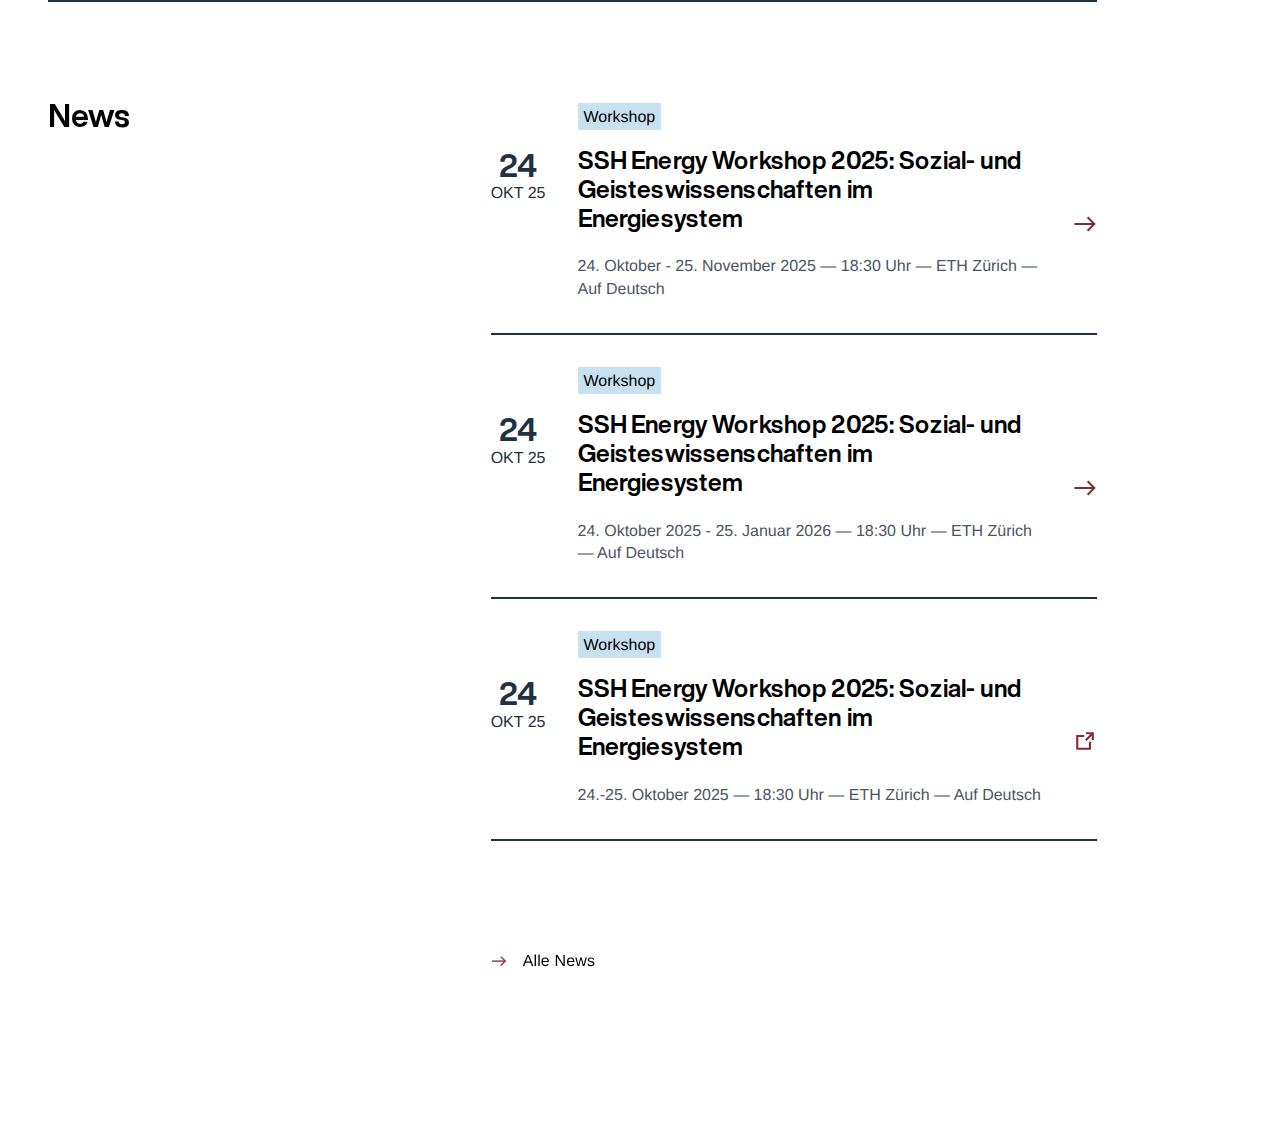 News
Workshop
24
OKT 25
SSH Energy Workshop 2025: Sozial- und
Geisteswissenschaften im
Energiesystem
24. Oktober - 25. November 2025 — 18:30 Uhr — ETH Zürich —
Auf Deutsch
Workshop
24
OKT 25
SSH Energy Workshop 2025: Sozial- und
Geisteswissenschaften im
Energiesystem
24. Oktober 2025 - 25. Januar 2026 — 18:30 Uhr — ETH Zürich
— Auf Deutsch
Workshop
24
OKT 25
SSH Energy Workshop 2025: Sozial- und
Geisteswissenschaften im
Energiesystem
24.-25. Oktober 2025 — 18:30 Uhr — ETH Zürich — Auf Deutsch
Alle News